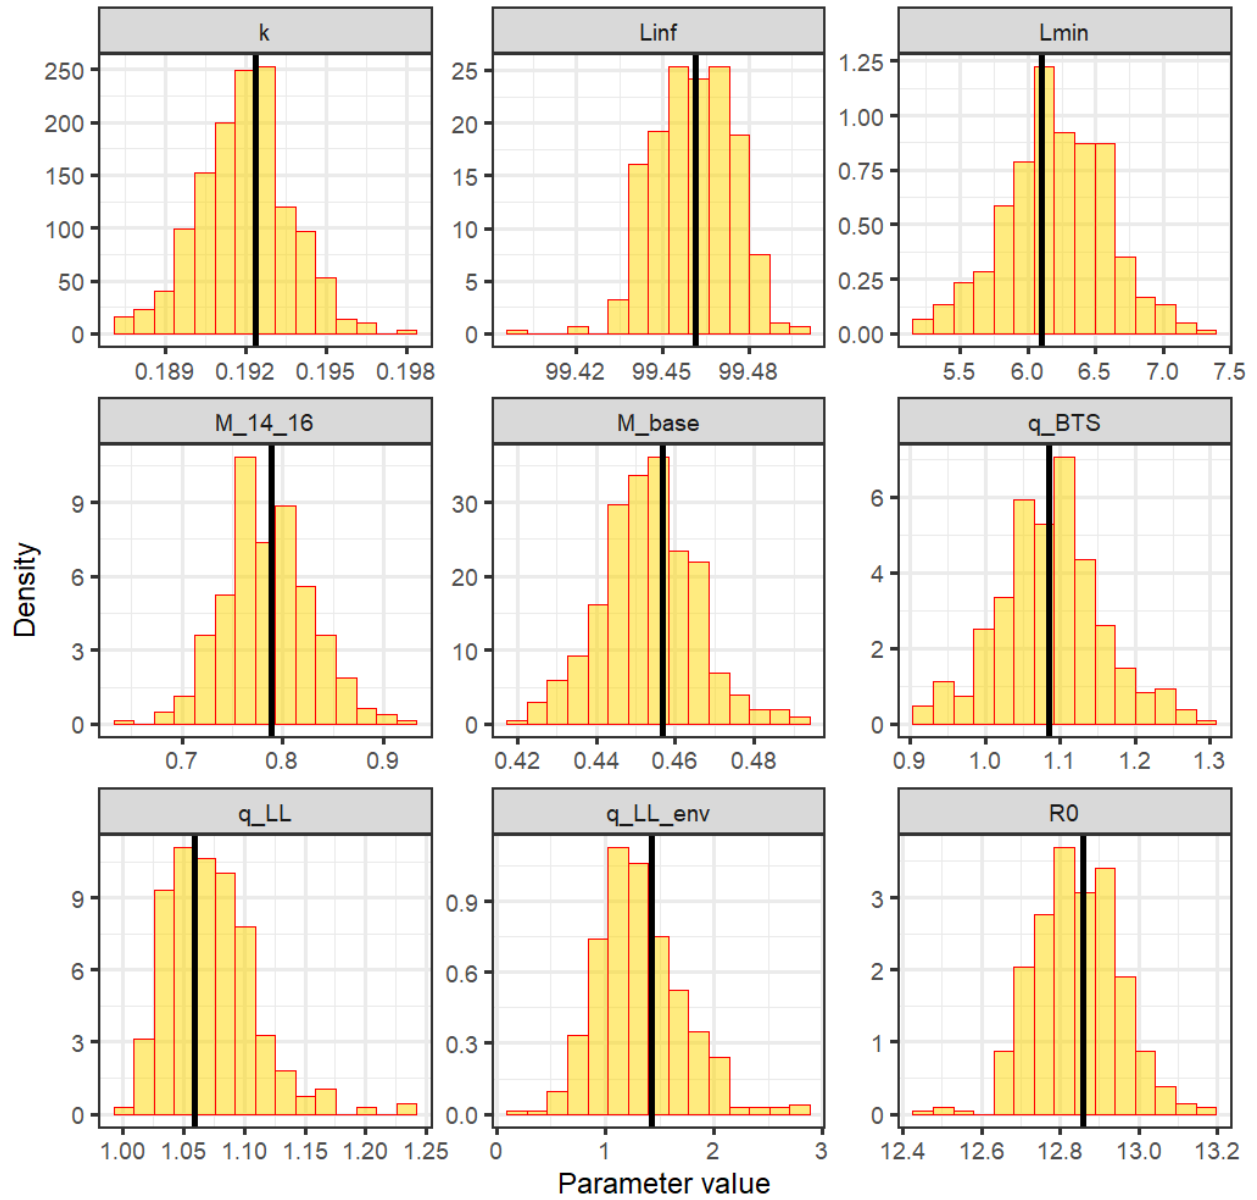 k
250
200
150
100
50
0
0.189 0.192 0.195 0.198
Linf
25
20
15
10
5
0
99.42 99.45 99.48
Lmin
1.25
1.00
0.75
0.50
0.25
0.00
5.5 6.0 6.5 7.0 7.5
M_14_16
9
6
3
0
0.7 0.8 0.9
M_base
30
20
10
0
0.42 0.44 0.46 0.48
q_BTS
6
4
2
0
0.9 1.0 1.1 1.2 1.3
q_LL
9
6
3
0
1.00 1.05 1.10 1.15 1.20 1.25
q_LL_env
0.9
0.6
0.3
0.0
0 1 2 3
R0
3
2
1
0
12.4 12.6 12.8 13.0 13.2
Density
Parameter value